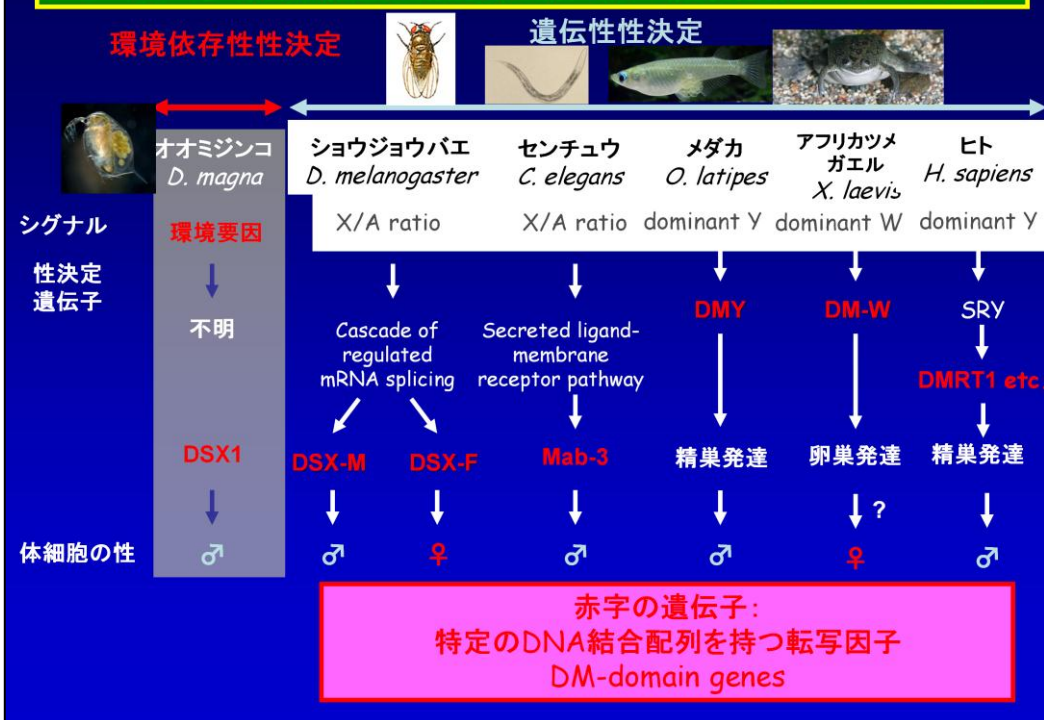 環境依存性性決定
遺伝性性決定
オオミジンコ
D. magna
ショウジョウバエ
D. melanogaster
センチュウ
C. elegans
メダカ
O. latipes
アフリカツメ
ガエル
X. laevis
ヒト
H. sapiens
シグナル
環境要因
X/A ratio
X/A ratio
dominant Y
dominant W
dominant Y
性決定
遺伝子
不明
Cascade of
regulated
mRNA splicing
Secreted ligand-
membrane
receptor pathway
DMY
DM-W
SRY
DMRT1 etc.
DSX1
DSX-M
DSX-F
Mab-3
精巣発達
卵巣発達
精巣発達
?
体細胞の性
♂
♂
♀
♂
♂
♀
♂
赤字の遺伝子:
特定のDNA結合配列を持つ転写因子
DM-domain genes